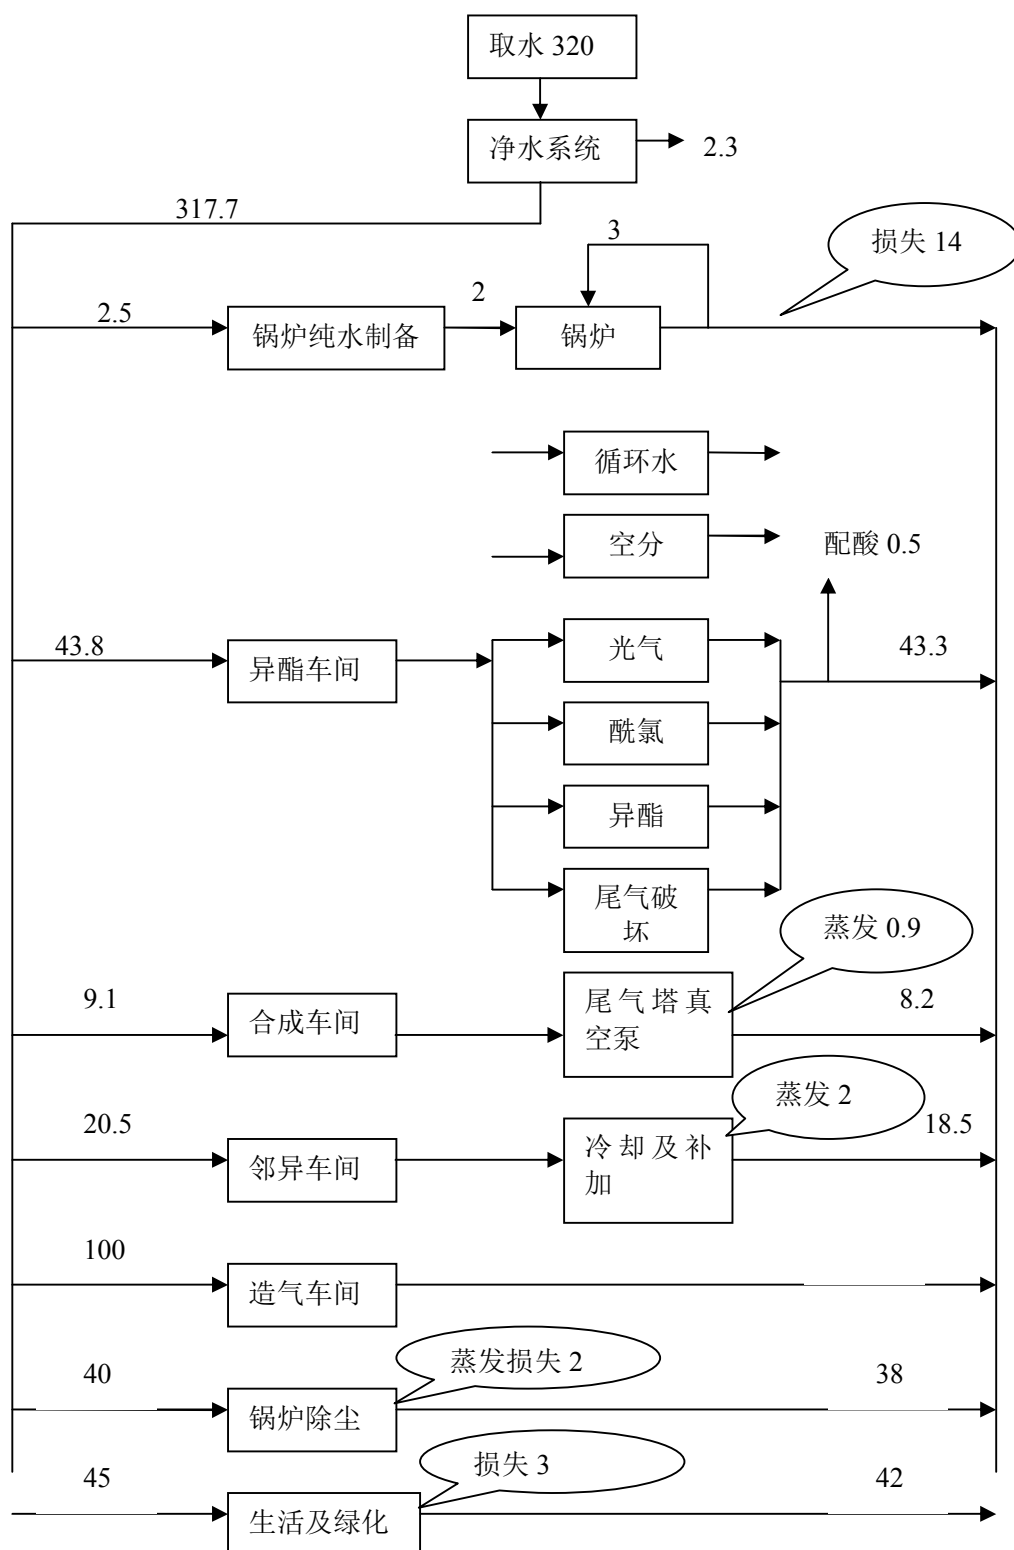 取水 320
净水系统
2.3
317.7
3
损失 14
2.5
锅炉纯水制备
2
锅炉
循环水
空分
配酸 0.5
43.8
异酯车间
光气
43.3
酰氯
异酯
尾气破
坏
蒸发 0.9
9.1
合成车间
尾气塔真
空泵
8.2
蒸发 2
20.5
邻异车间
冷却及补
加
18.5
100
造气车间
蒸发损失 2
40
锅炉除尘
38
损失 3
45
生活及绿化
42